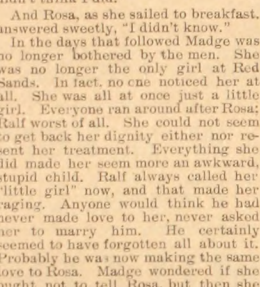 And Rosa, as she sailed to breakfast,
answered sweetly, "I didn't know."
In the days that followed Madge was
no longer bothered by the men. She
was no longer the only girl at Red
Sands. In fact, no one noticed her at
all. She was all at once just a little
girl. Everyone ran around after Rosa;
Ralf worst of all. She could not seem
to get back her dignity either nor re-
sent her treatment. Everything she
did made her seem more an awkward,
stupid child. Ralf always called her
"little girl" now, and that made her
raging. Anyone would think he had
never made love to her, never asked
her to marry him. He certainly
seemed to have forgotten all about it.
Probably he was now making the same
love to Rosa. Madge wondered if she
ought not to tell Rosa but then she